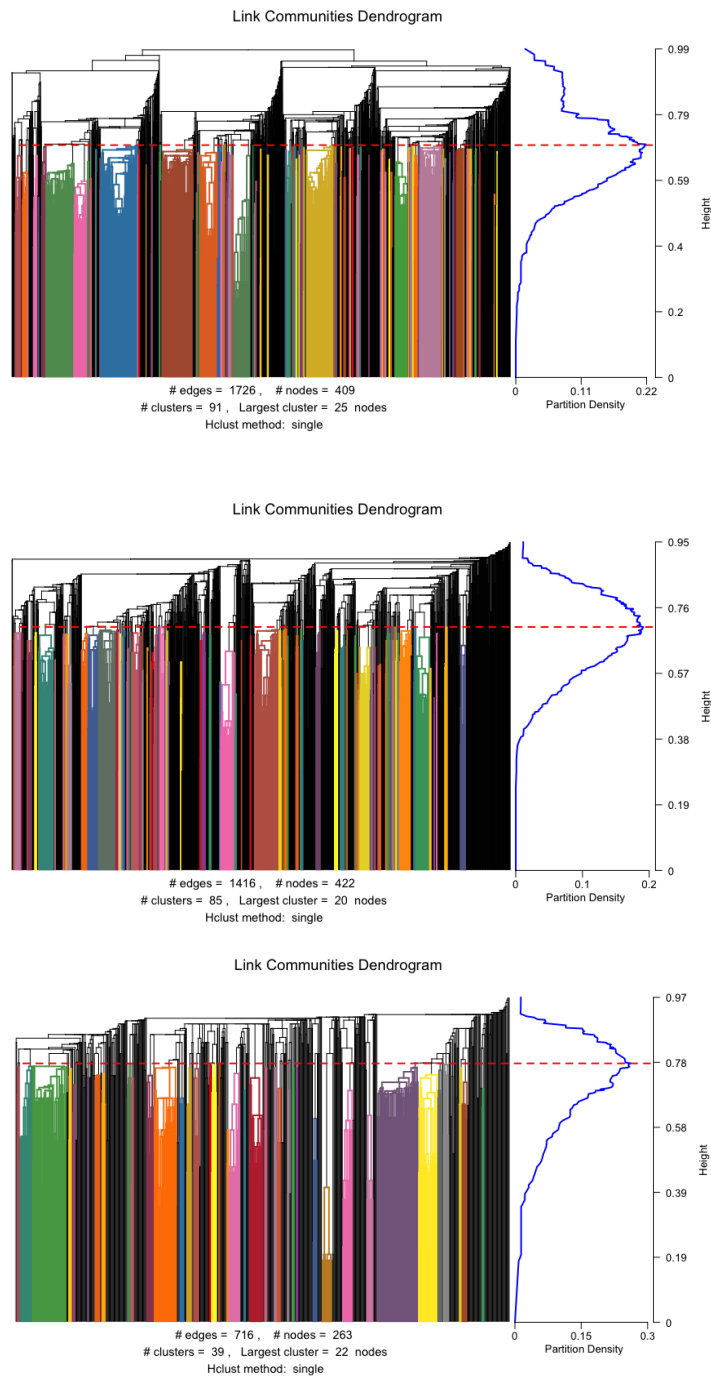 Link Communities Dendrogram
0.99
0.79
0.59
0.4
0.2
0
Height
0 0.11 0.22
Partition Density
# edges = 1726 , # nodes = 409
# clusters = 91 , Largest cluster = 25 nodes
Hclust method: single
Link Communities Dendrogram
0.95
0.76
0.57
0.38
0.19
0
Height
0 0.1 0.2
Partition Density
# edges = 1416 , # nodes = 422
# clusters = 85 , Largest cluster = 20 nodes
Hclust method: single
Link Communities Dendrogram
0.97
0.78
0.58
0.39
0.19
0
Height
0 0.15 0.3
Partition Density
# edges = 716 , # nodes = 263
# clusters = 39 , Largest cluster = 22 nodes
Hclust method: single